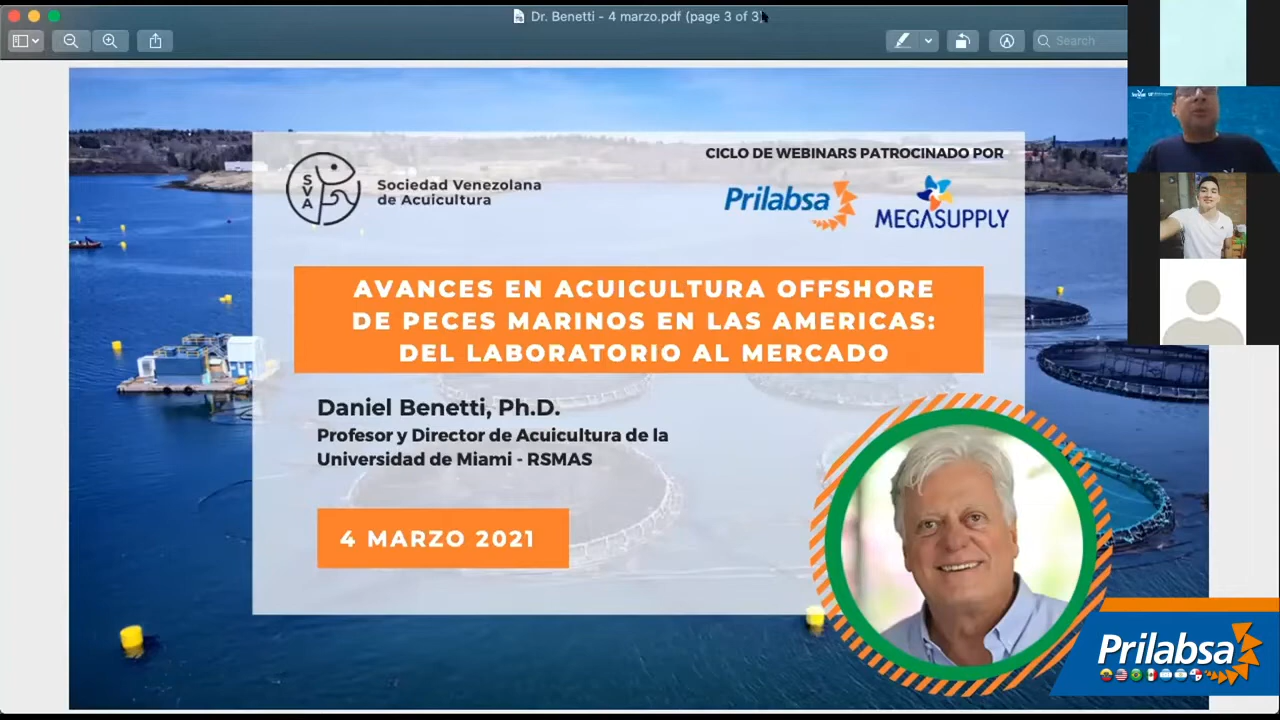 Dr. Benetti - 4 marzo.pdf (page 3 of 3)
Search
SVA
Sociedad Venezolana
de Acuicultura
CICLO DE WEBINARS PATROCINADO POR
Prilabsa
MEGASUPPLY
AVANCES EN ACUICULTURA OFFSHORE
DE PECES MARINOS EN LAS AMERICAS:
DEL LABORATORIO AL MERCADO
Daniel Benetti, Ph.D.
Profesor y Director de Acuicultura de la
Universidad de Miami - RSMAS
4 MARZO 2021
Prilabsa